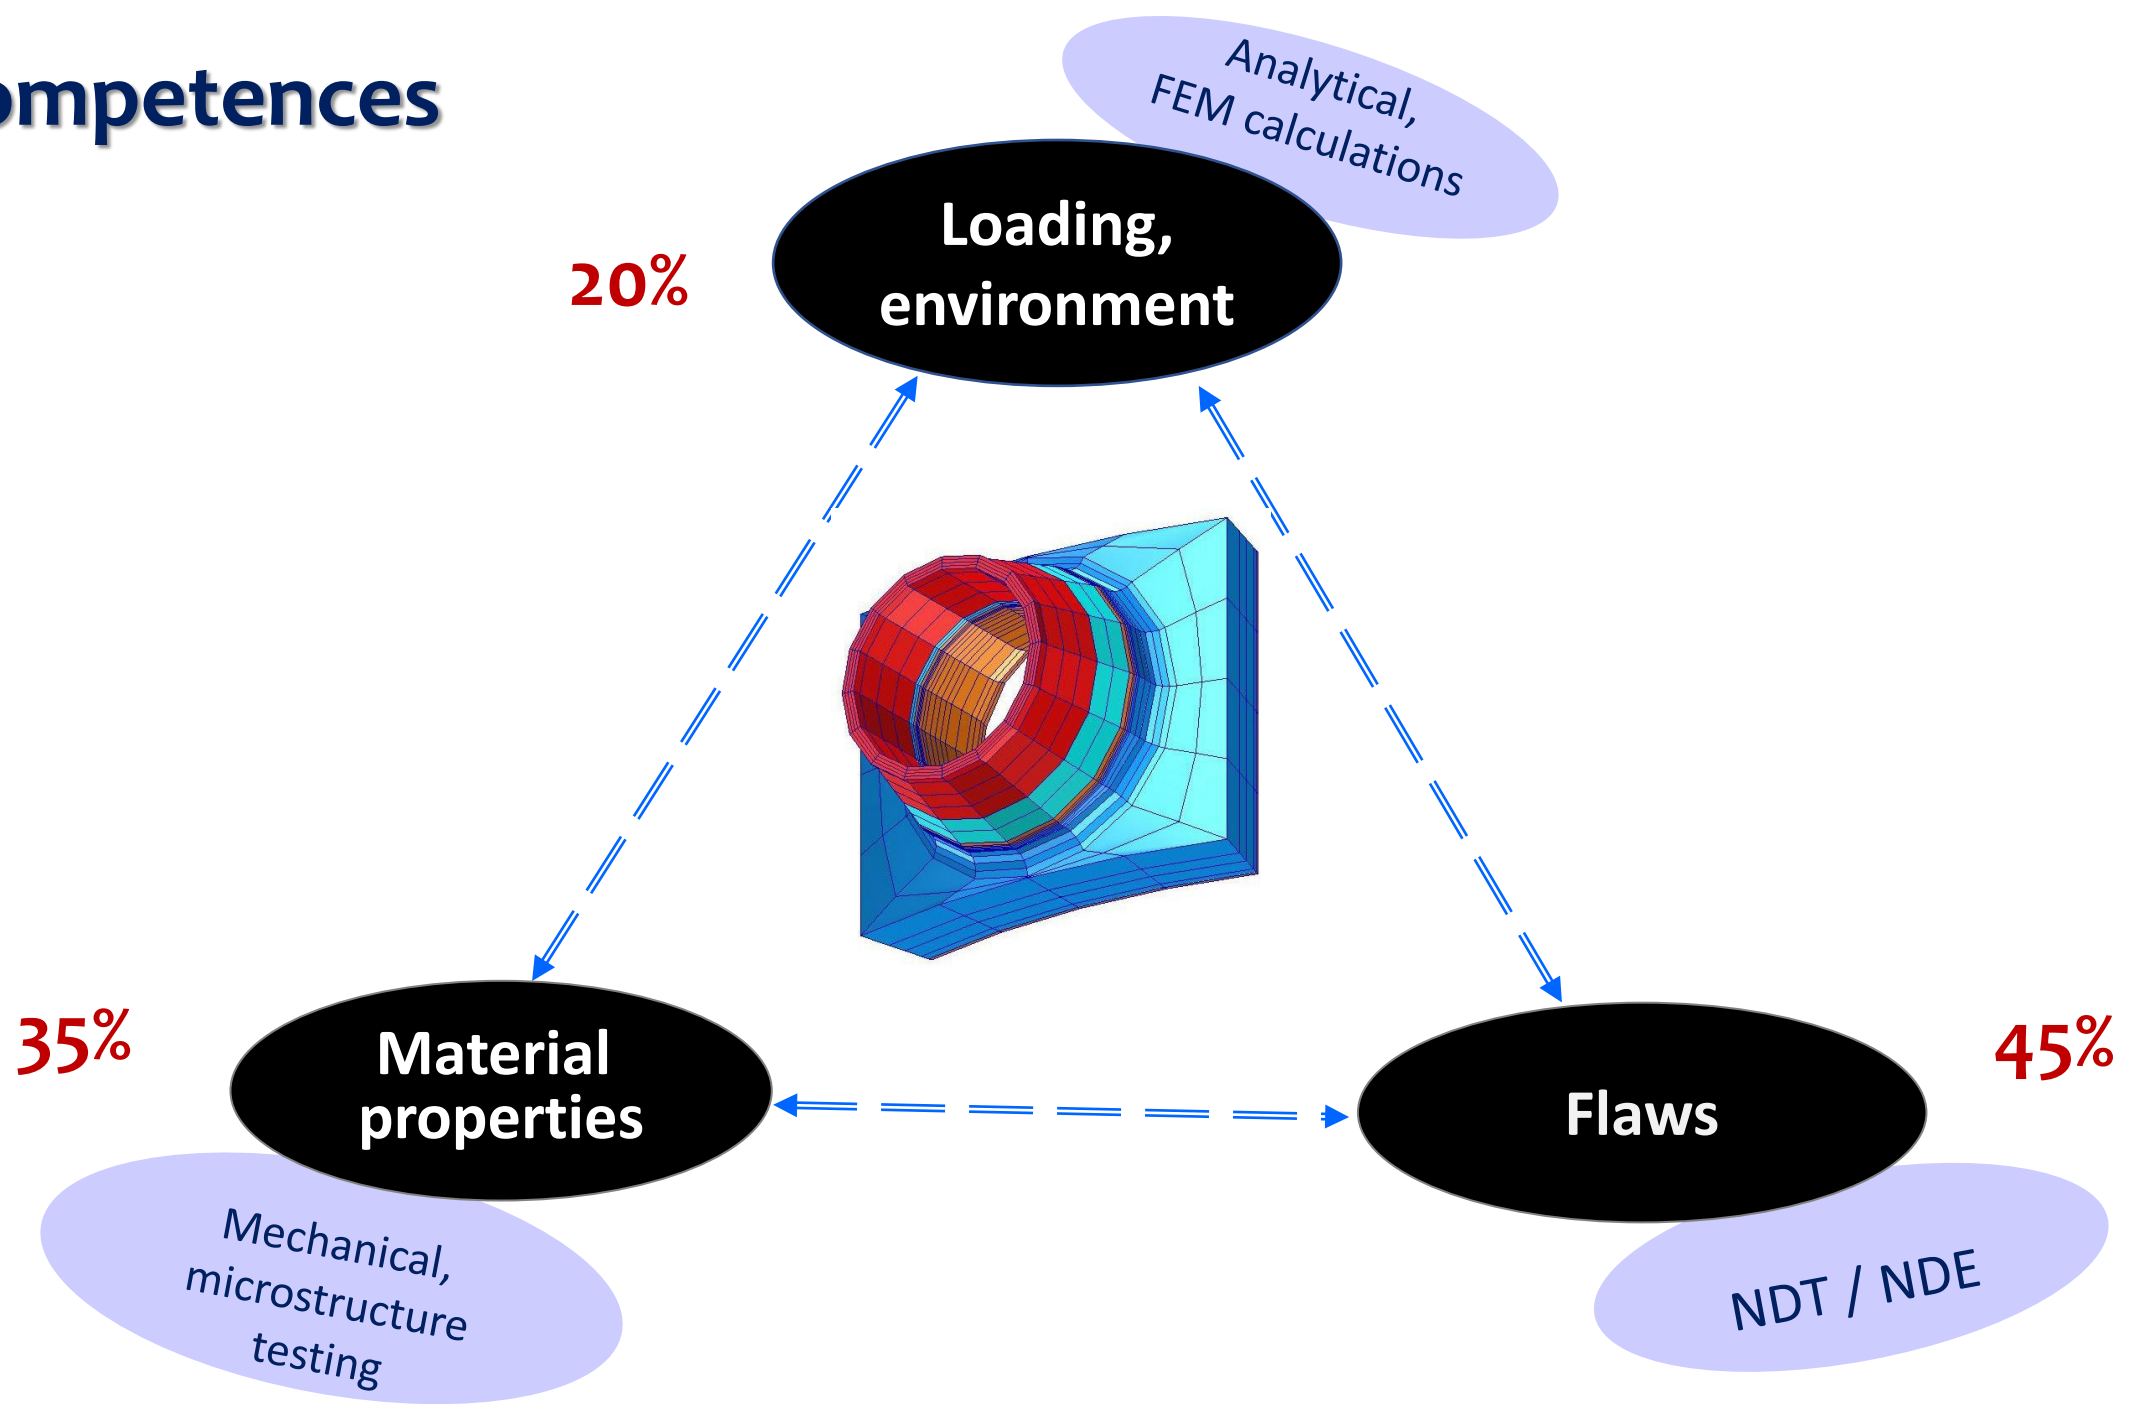 ompetences
Analytical,
FEM calculations
Loading,
environment
20%
35%
Material
properties
45%
Flaws
Mechanical,
microstructure
testing
NDT / NDE